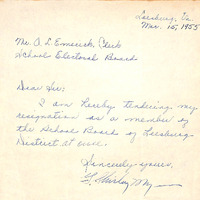 Leesburg, Va.
Mar. 15, 1955
Mr. O. L. Emerick, Clerk
School Electoral Board
Dear Sir:
I am hereby tendering my
resignation as a member of
the School Board of Leesburg
District at once.
Sincerely yours,